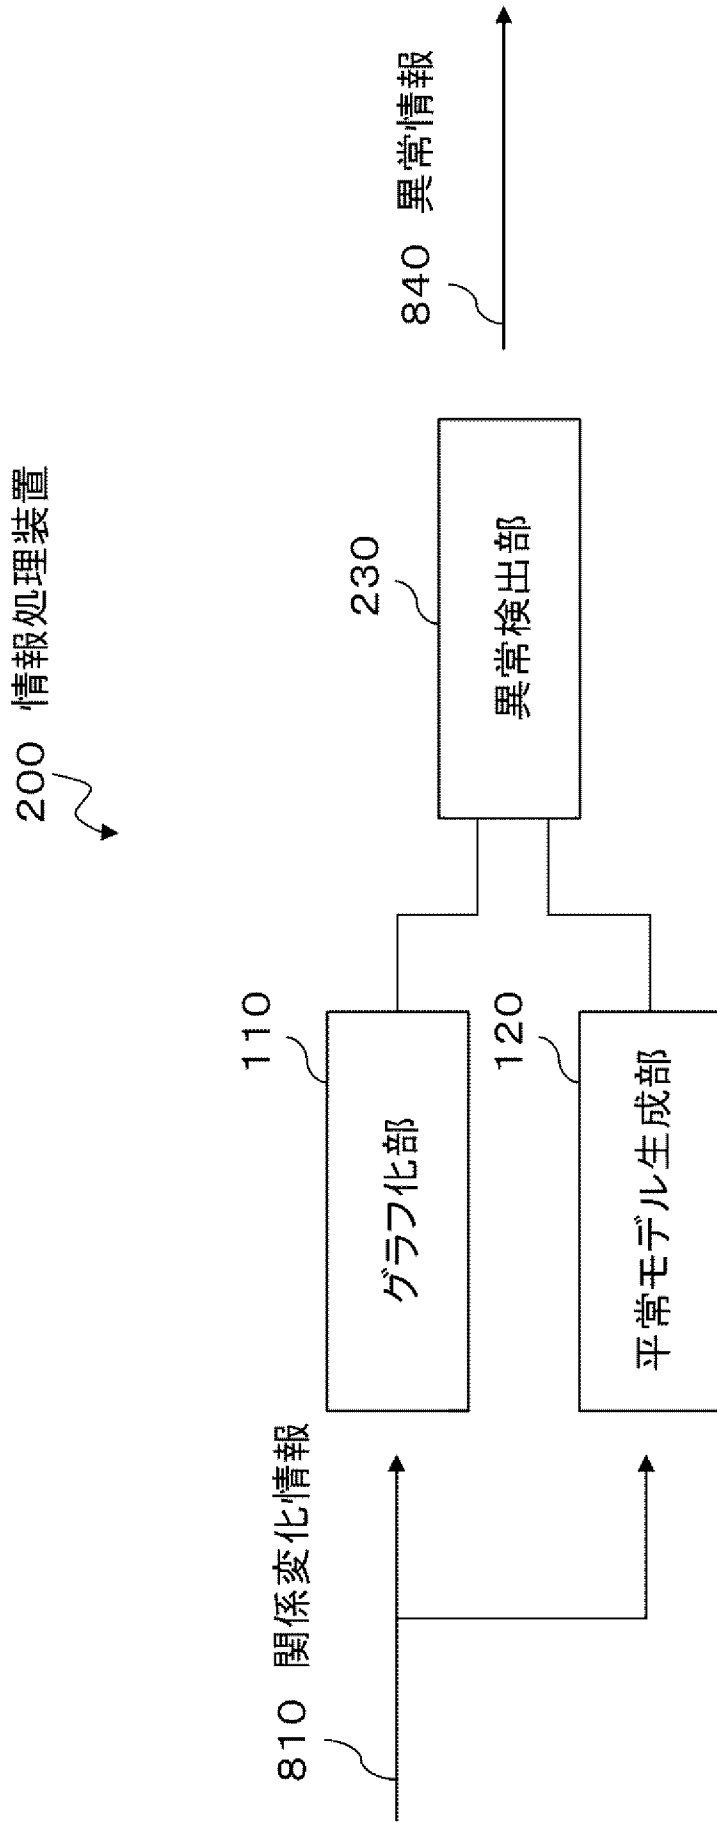 200 情報処理装置
810 関係変化情報
110
グラフ化部
120
平常モデル生成部
230
異常検出部
840 異常情報